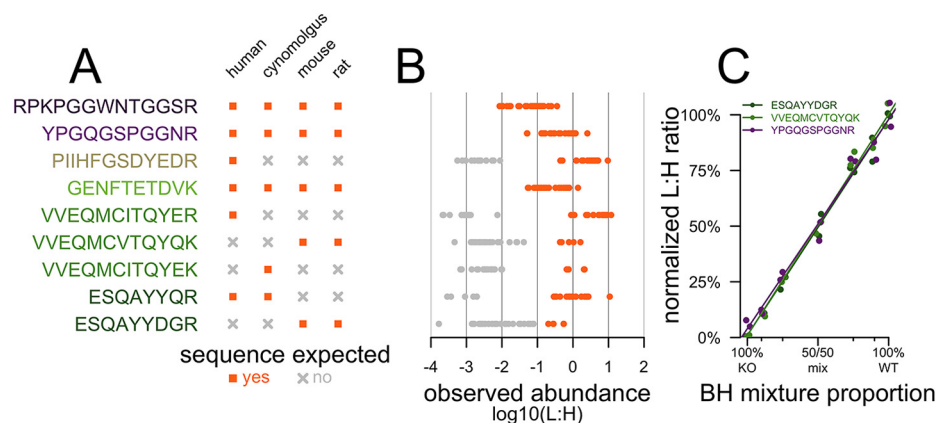 A
human
cynomolgus
mouse
rat
RPKPGGWNTGGSR
YPGQGSPGGNR
PIIHFGSDYEDR
GENFTETDVK
VVEQMCITQYER
VVEQMCVTQYQK
VVEQMCITQYEK
ESQAYYQR
ESQAYYDGR
sequence expected
yes no
B
-4 -3 -2 -1 0 1 2
observed abundance
log10(L:H)
C
ESQAYYDGR
VVEQMCVTQYQK
YPGQGSPGGNR
normalized L:H ratio
100%
75%
50%
25%
0%
100% 50/50 100%
KO mix WT
BH mixture proportion